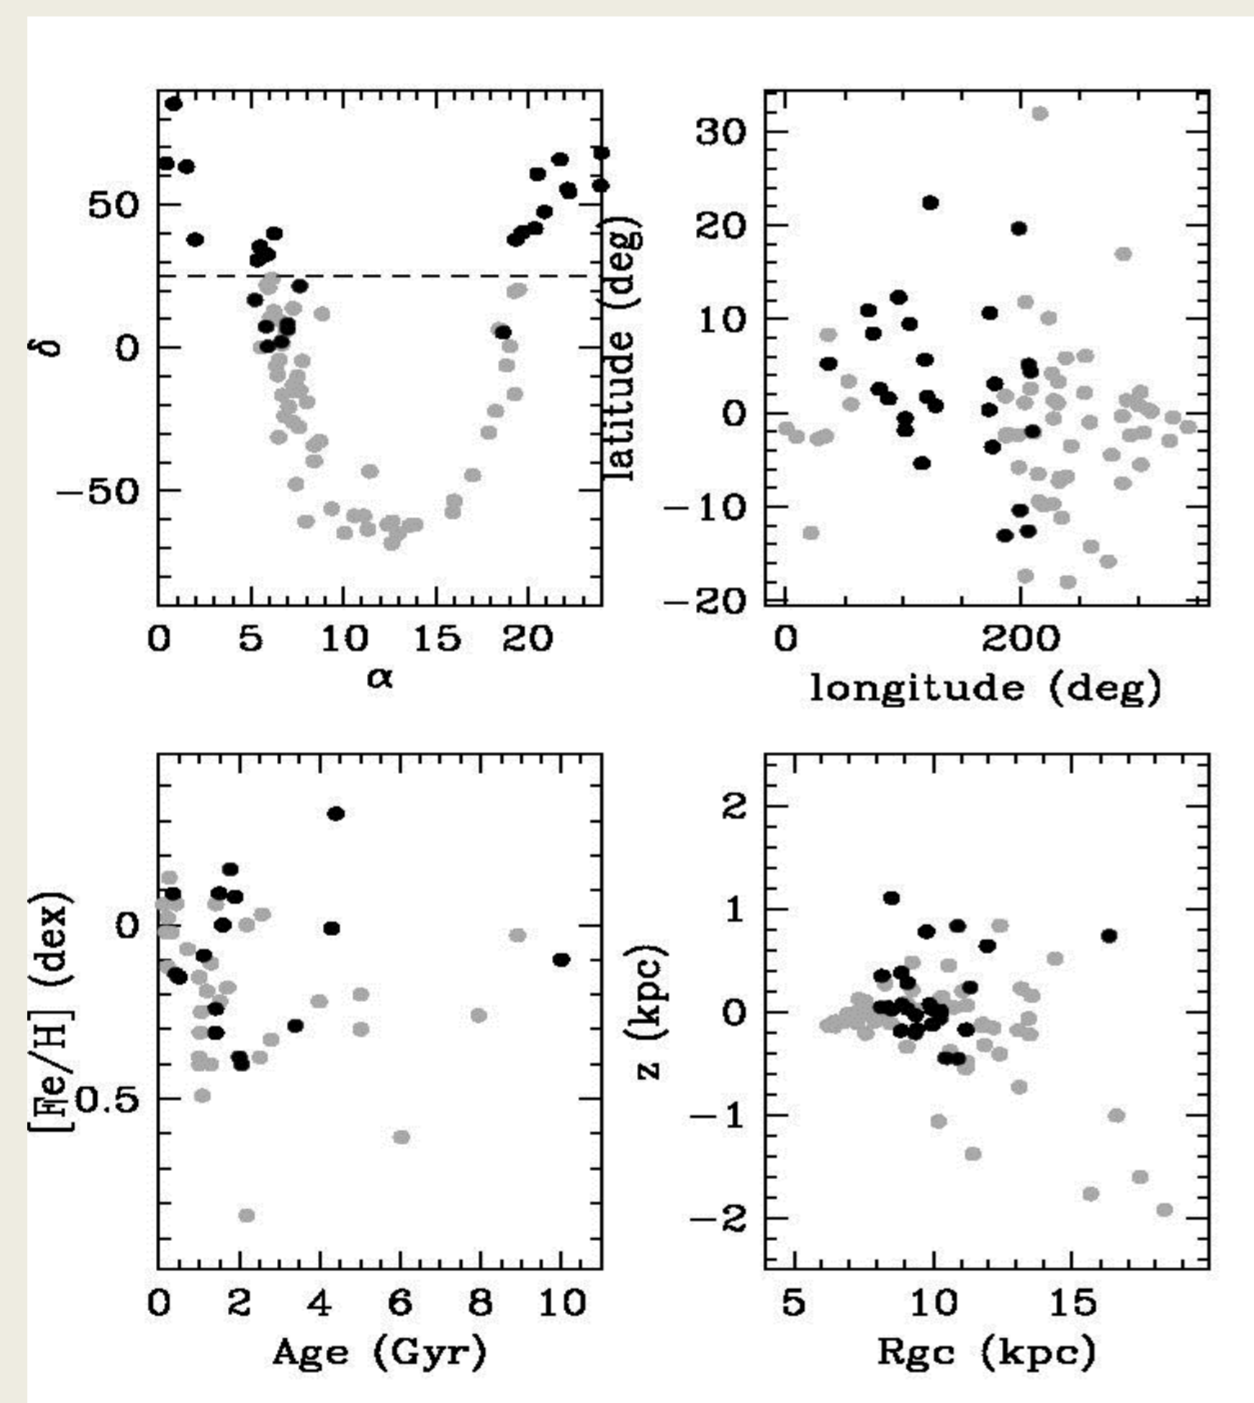 50
0
−50
δ
0 5 10 15 20
α
30
20
10
0
−10
−20
latitude (deg)
0 200
longitude (deg)
0
0.5
[Fe/H] (dex)
0 2 4 6 8 10
Age (Gyr)
2
1
0
−1
−2
z (kpc)
5 10 15
Rgc (kpc)